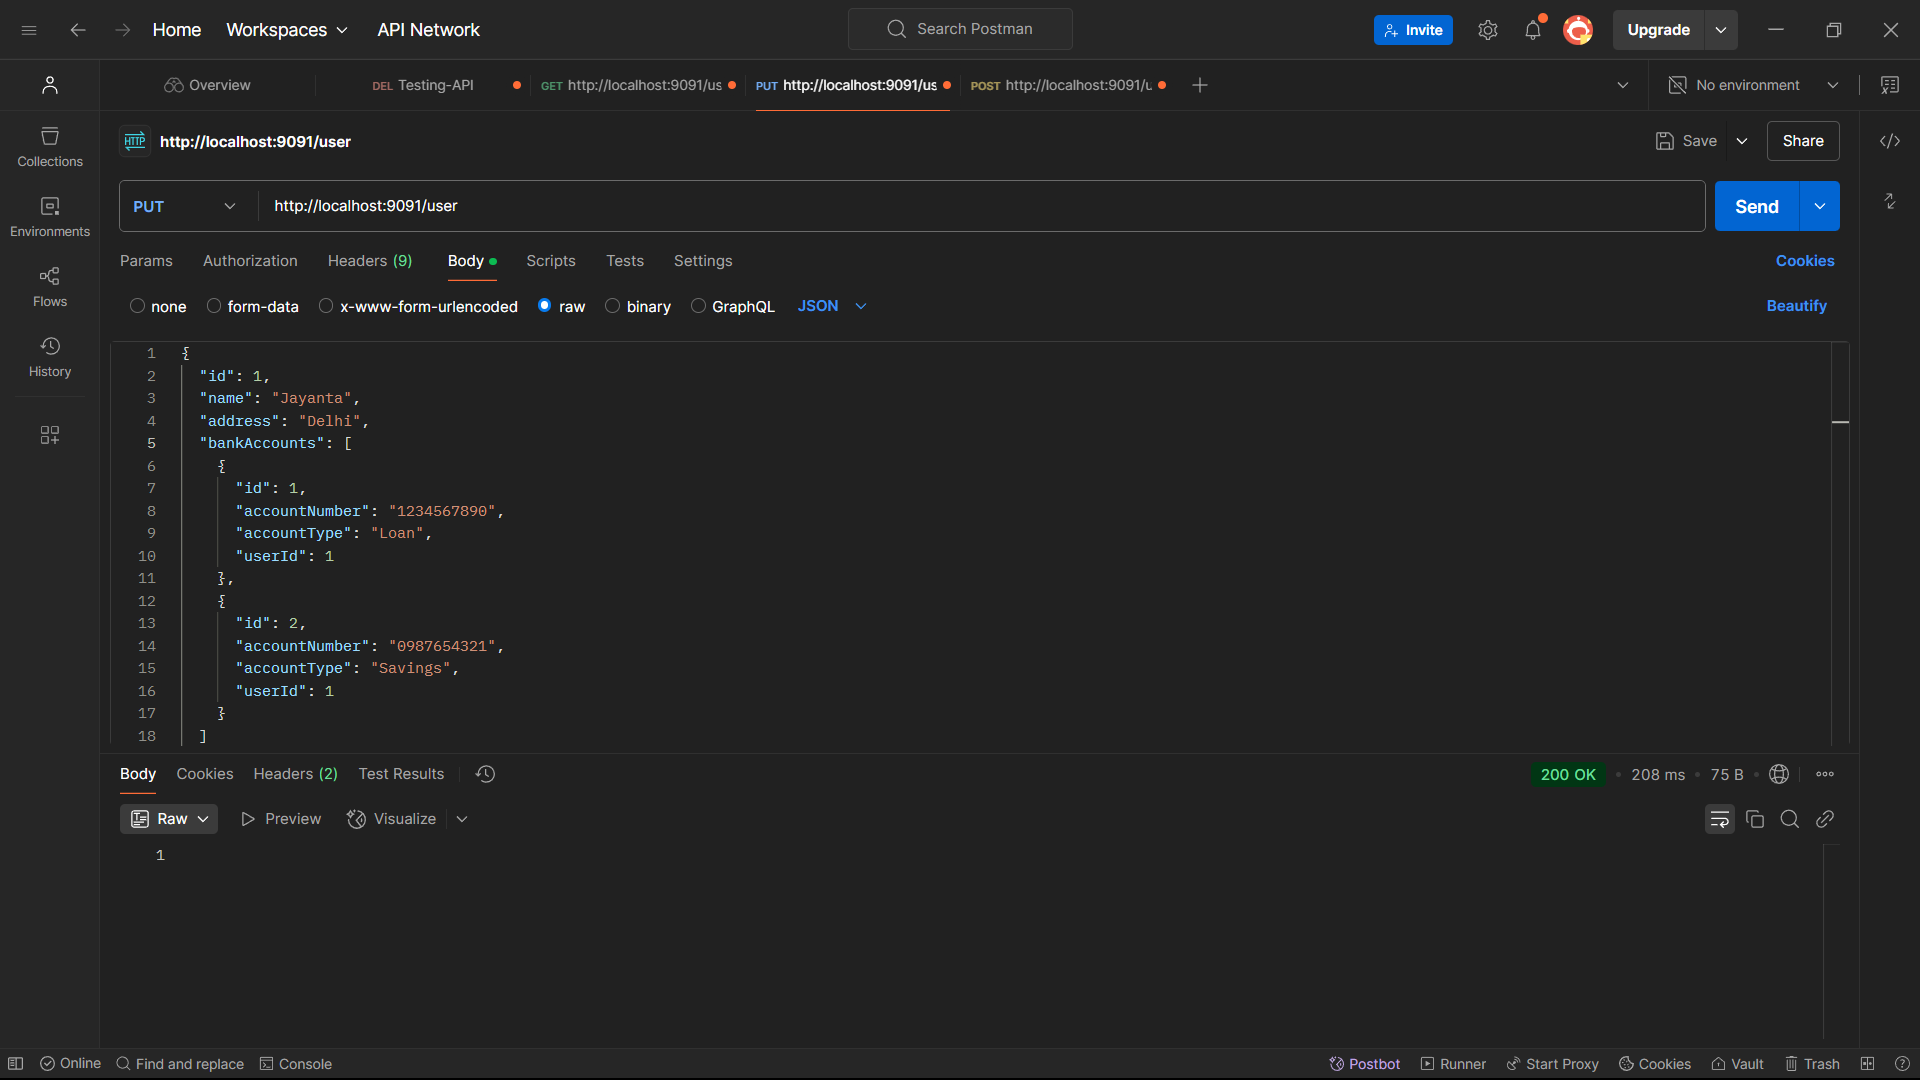 Home Workspaces API Network Search Postman Invite Upgrade
Overview DEL Testing-API GET http://localhost:9091/us PUT http://localhost:9091/us POST http://localhost:9091/u No environment
HTTP http://localhost:9091/user Save Share
Collections
Environments
Flows
History
PUT http://localhost:9091/user Send
Params Authorization Headers (9) Body Scripts Tests Settings Cookies
none form-data x-www-form-urlencoded raw binary GraphQL JSON Beautify
1 {
2 "id": 1,
3 "name": "Jayanta",
4 "address": "Delhi",
5 "bankAccounts": [
6 {
7 "id": 1,
8 "accountNumber": "1234567890",
9 "accountType": "Loan",
10 "userId": 1
11 },
12 {
13 "id": 2,
14 "accountNumber": "0987654321",
15 "accountType": "Savings",
16 "userId": 1
17 }
18 ]
Body Cookies Headers (2) Test Results 200 OK • 208 ms • 75 B •
Raw Preview Visualize
1
Online Find and replace Console Postbot Runner Start Proxy Cookies Vault Trash